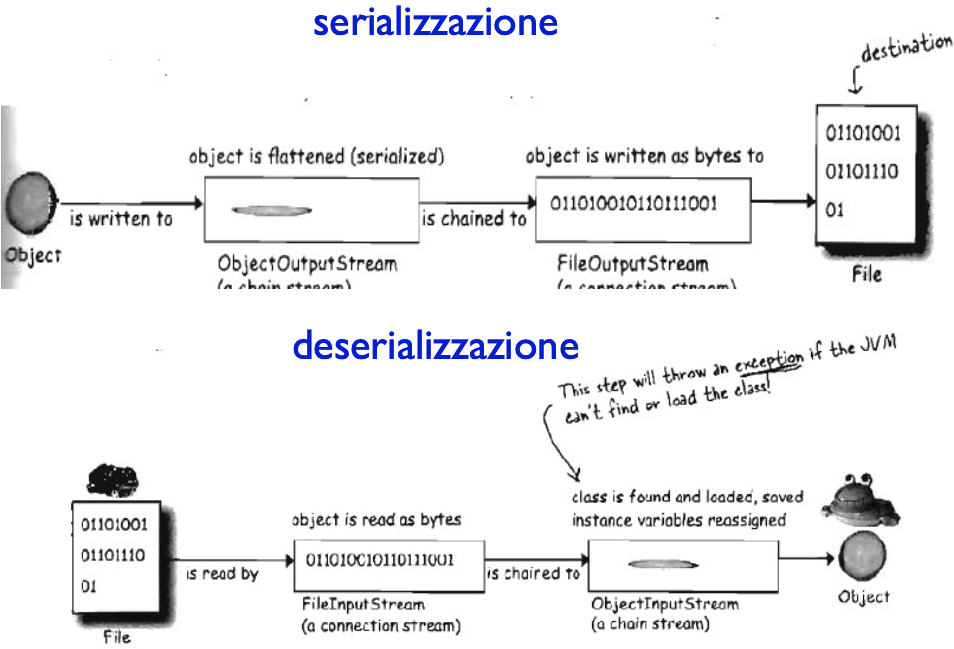 serializzazione
destination
object is flattened (serialized)
object is written as bytes to
01101001
01101110
01
011010010110111001
is written to
is chained to
Object
ObjectOutputStream
(a chain stream)
FileOutputStream
(a connection stream)
File
deserializzazione
This step will throw an exception if the JVM
can't find or load the class!
class is found and loaded, saved
instance variables reassigned
object is read as bytes
01101001
01101110
01
011010010110111001
is read by
is chaired to
FileInputStream
(a connection stream)
ObjectInputStream
(a chain stream)
Object
File